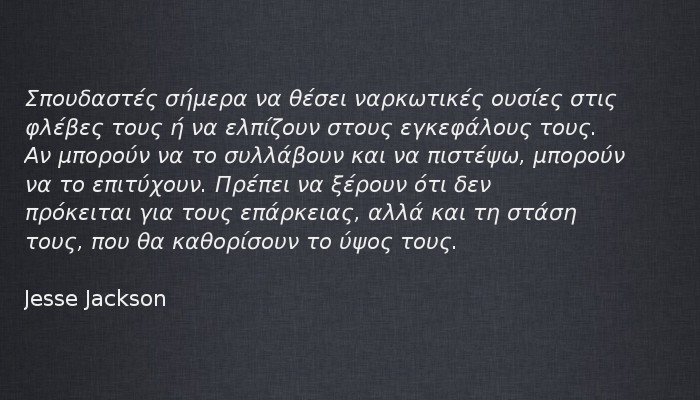 Σπουδαστές σήμερα να θέσει ναρκωτικές ουσίες στις
φλέβες τους ή να ελπίζουν στους εγκεφάλους τους.
Αν μπορούν να το συλλάβουν και να πιστέψω, μπορούν
να το επιτύχουν. Πρέπει να ξέρουν ότι δεν
πρόκειται για τους επάρκειας, αλλά και τη στάση
τους, που θα καθορίσουν το ύψος τους.
Jesse Jackson